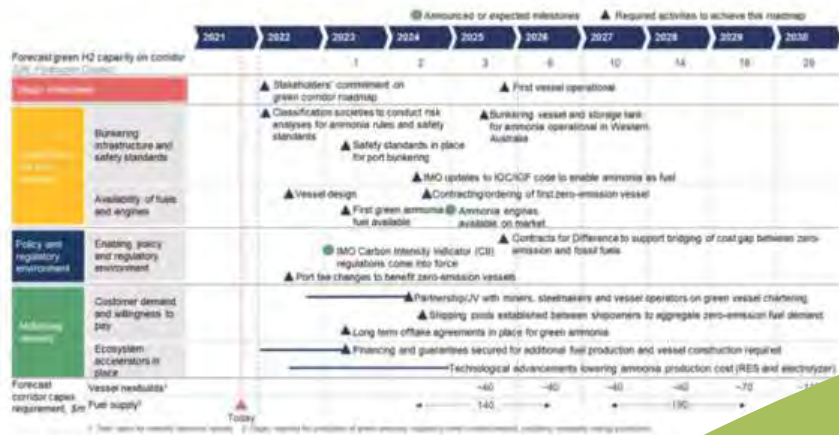 Announced or expected milestones
Required activities to achieve this roadmap
2021 2022 2023 2024 2025 2026 2027 2028 2029 2030
Forecast green H2 capacity on corridor
1 2 3 6 10 14 18
Stakeholders' commitment on
green corridor roadmap
First vessel operational
Bunkering
infrastructure and
safety standards
Classification societies to conduct risk
analyses for ammonia rules and safety
standards
Bunkering vessel and storage tank
for ammonia operational in Western
Australia
Safety standards in place
for port bunkering
IMO updates to IGC/IGF code to enable ammonia as fuel
Availability of fuels
and engines
Vessel design
Contracting/ordering of first zero-emission vessel
First green ammonia
fuel available
Ammonia engines
available on market
Policy and
regulatory
environment
Enabling policy
and regulatory
environment
Contracts for Difference to support bridging of cost gap between zero-
emission and fossil fuels
IMO Carbon Intensity Indicator (CII)
regulations come into force
Port fee changes to benefit zero-emission vessels
Customer demand
and willingness to
pay
Partnership/JV with miners, steelmakers and vessel operators on green vessel chartering
Shipping pools established between shipowners to aggregate zero-emission fuel demand
Long term offtake agreements in place for green ammonia
Ecosystem
accelerators in
place
Financing and guarantees secured for additional fuel production and vessel construction required
Technological advancements lowering ammonia production cost (RES and electrolyzer)
Forecast
corridor capex
requirement, $m
Vessel newbuilds¹
~40 ~60 ~40 ~70
Fuel supply²
140 190
Today